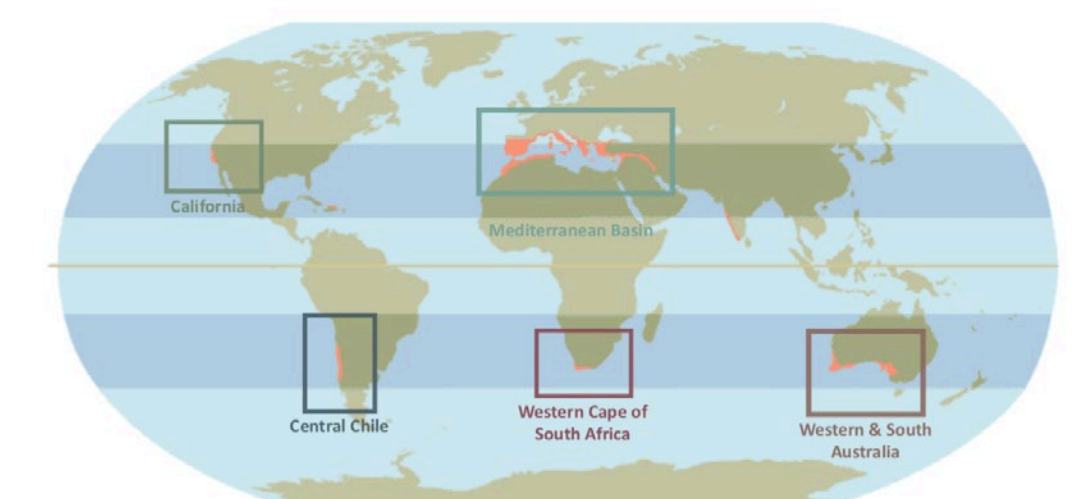 California
Mediterranean Basin
Central Chile
Western Cape of
South Africa
Western & South
Australia